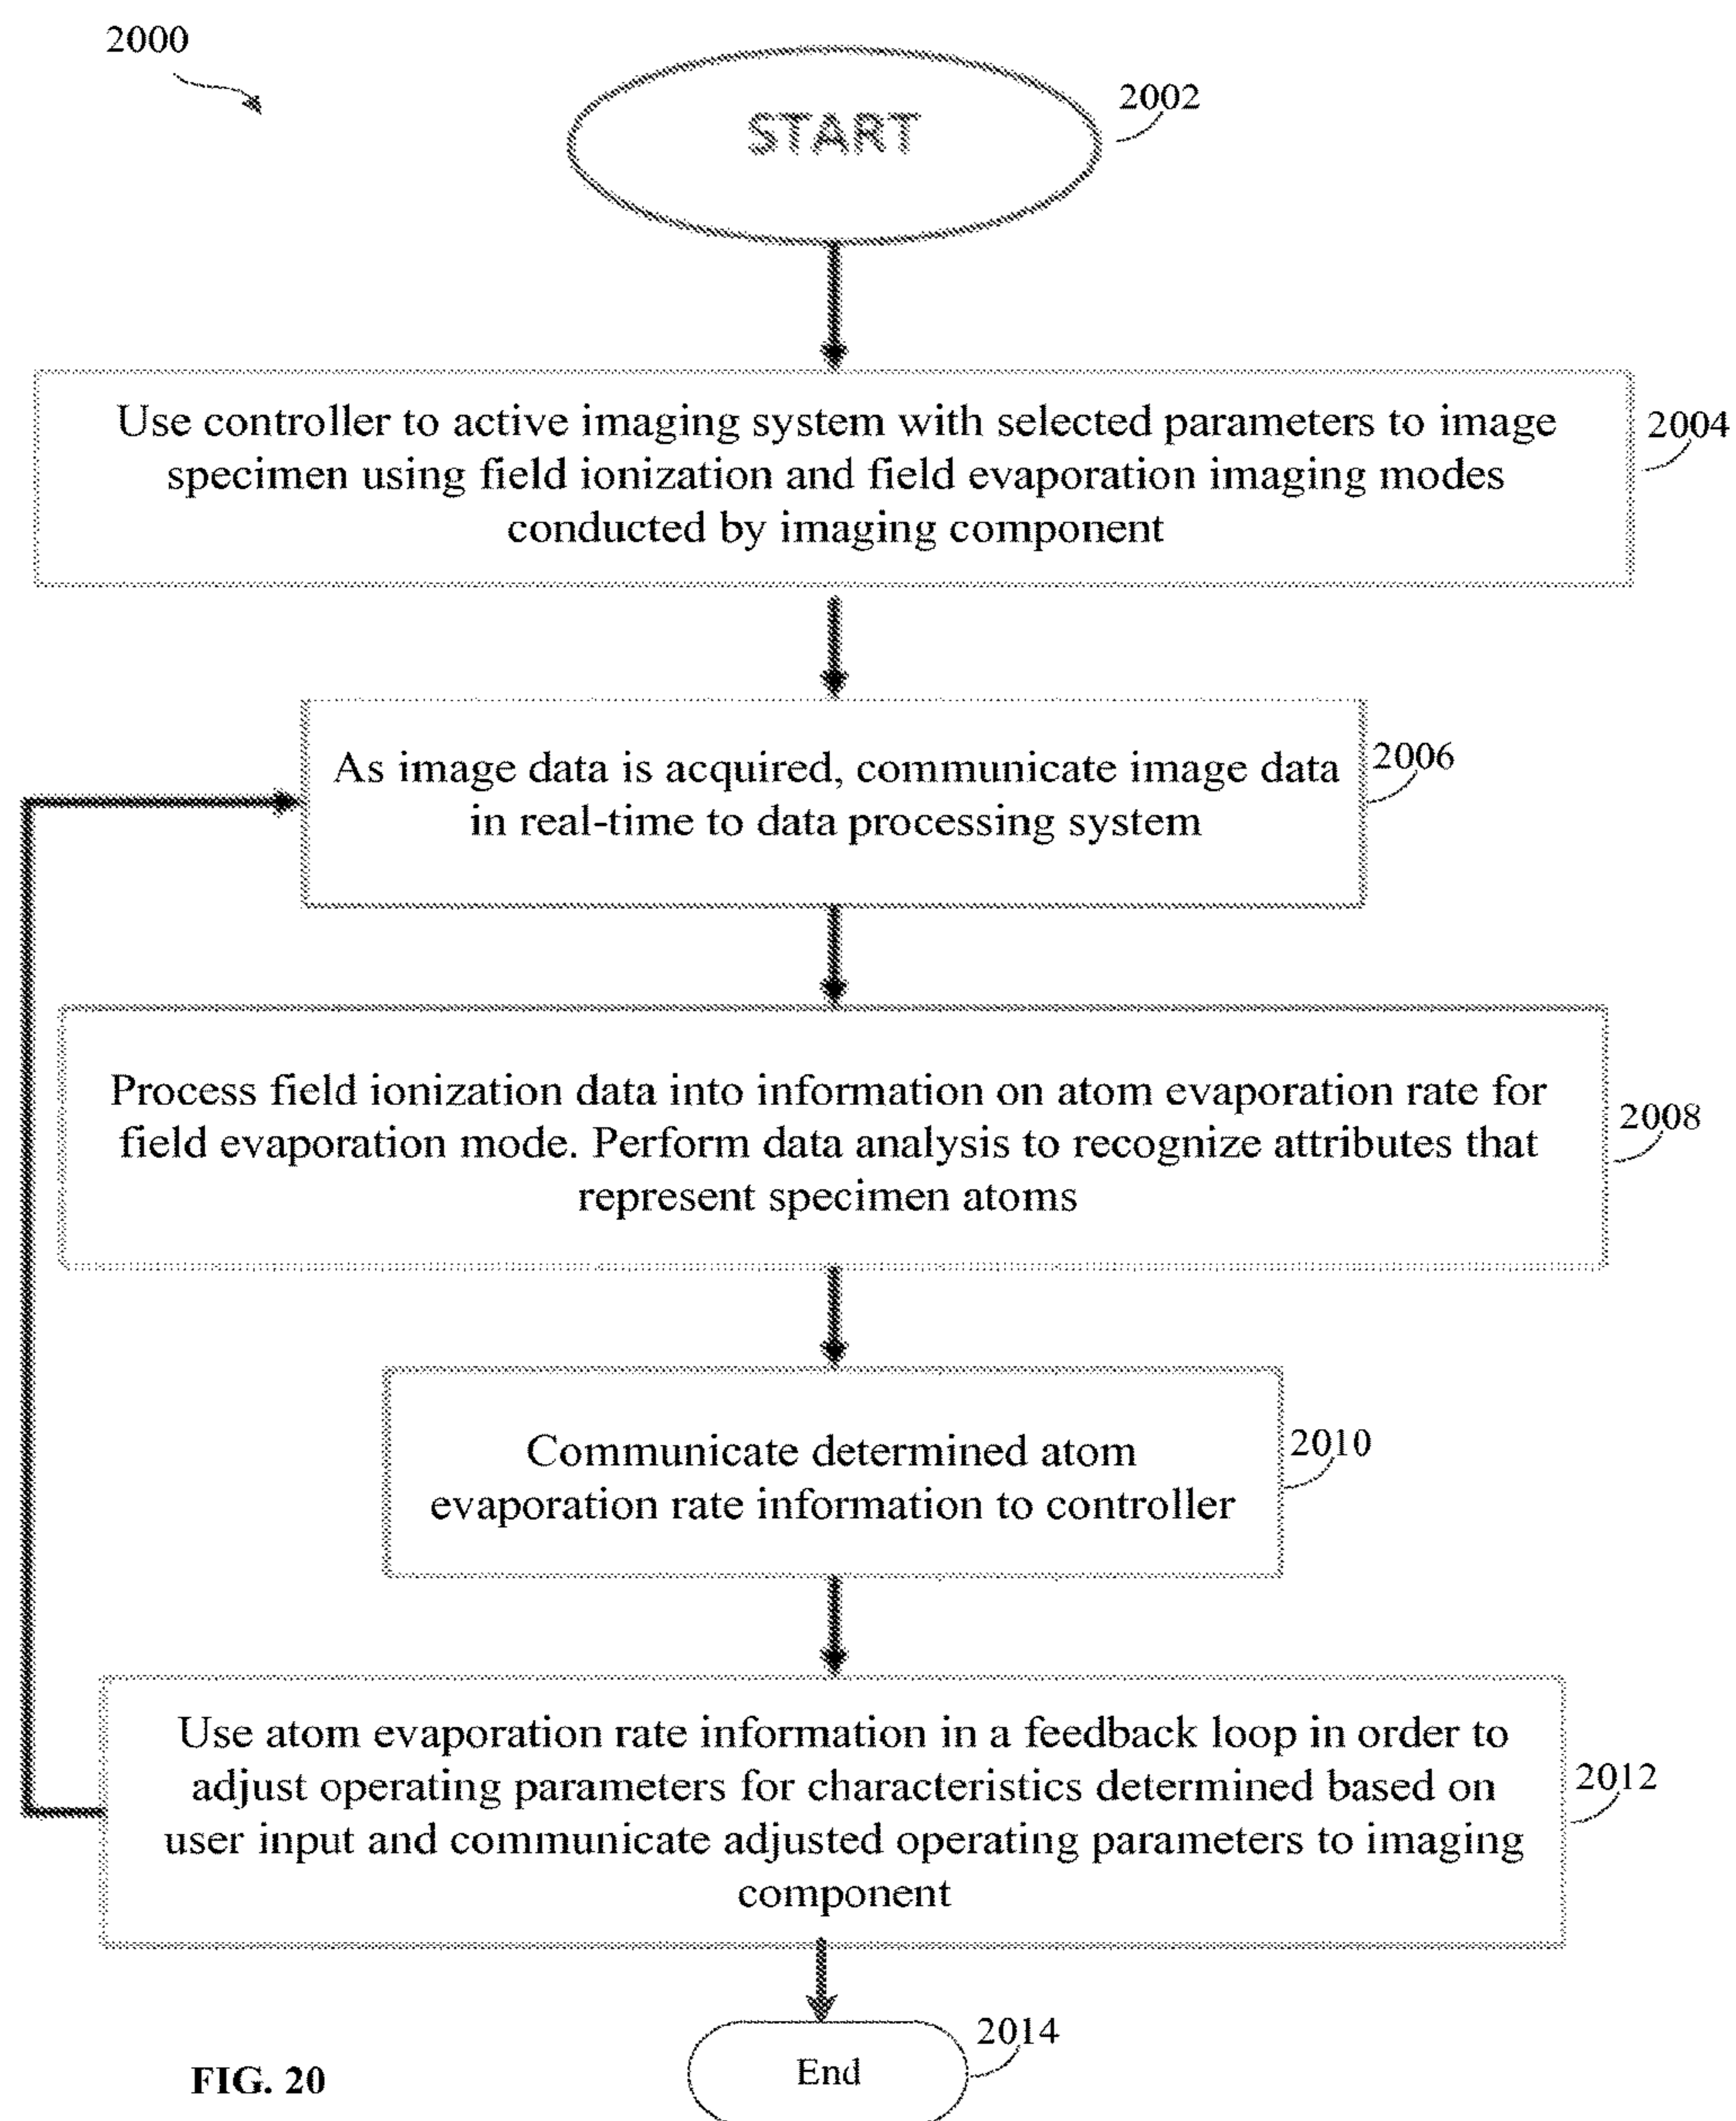 2000
START
2002
Use controller to active imaging system with selected parameters to image
specimen using field ionization and field evaporation imaging modes
conducted by imaging component
2004
As image data is acquired, communicate image data
in real-time to data processing system
2006
Process field ionization data into information on atom evaporation rate for
field evaporation mode. Perform data analysis to recognize attributes that
represent specimen atoms
2008
Communicate determined atom
evaporation rate information to controller
2010
Use atom evaporation rate information in a feedback loop in order to
adjust operating parameters for characteristics determined based on
user input and communicate adjusted operating parameters to imaging
component
2012
End
2014
FIG. 20